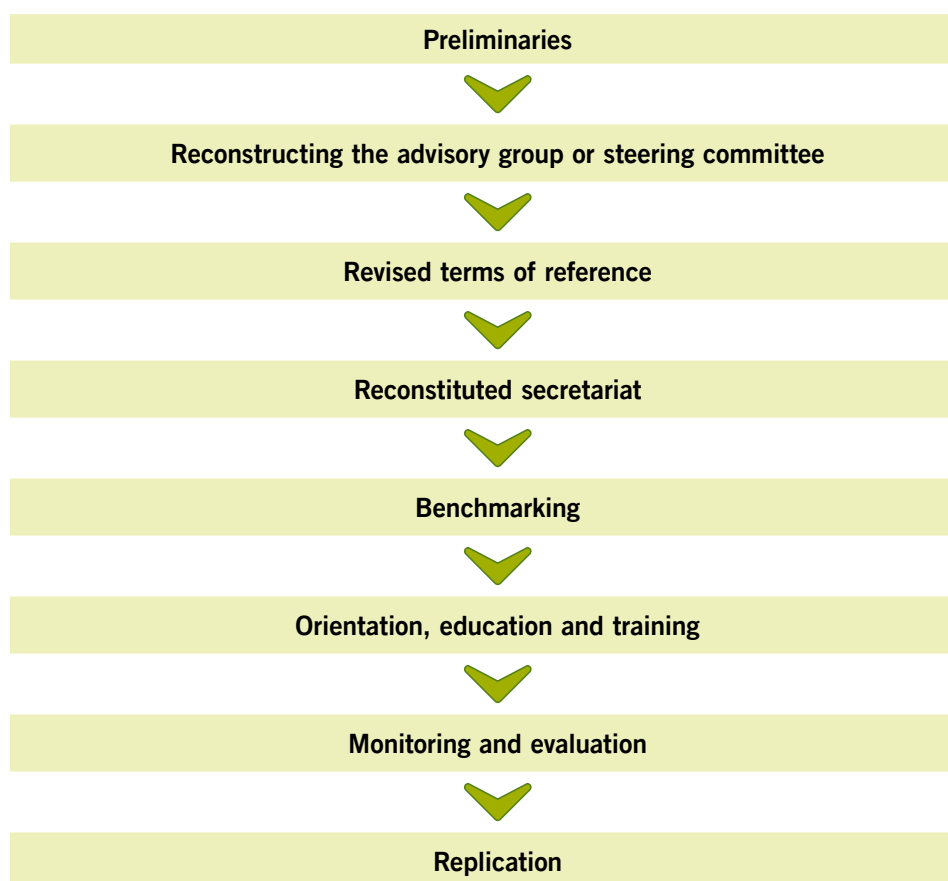 Preliminaries
Reconstructing the advisory group or steering committee
Revised terms of reference
Reconstituted secretariat
Benchmarking
Orientation, education and training
Monitoring and evaluation
Replication